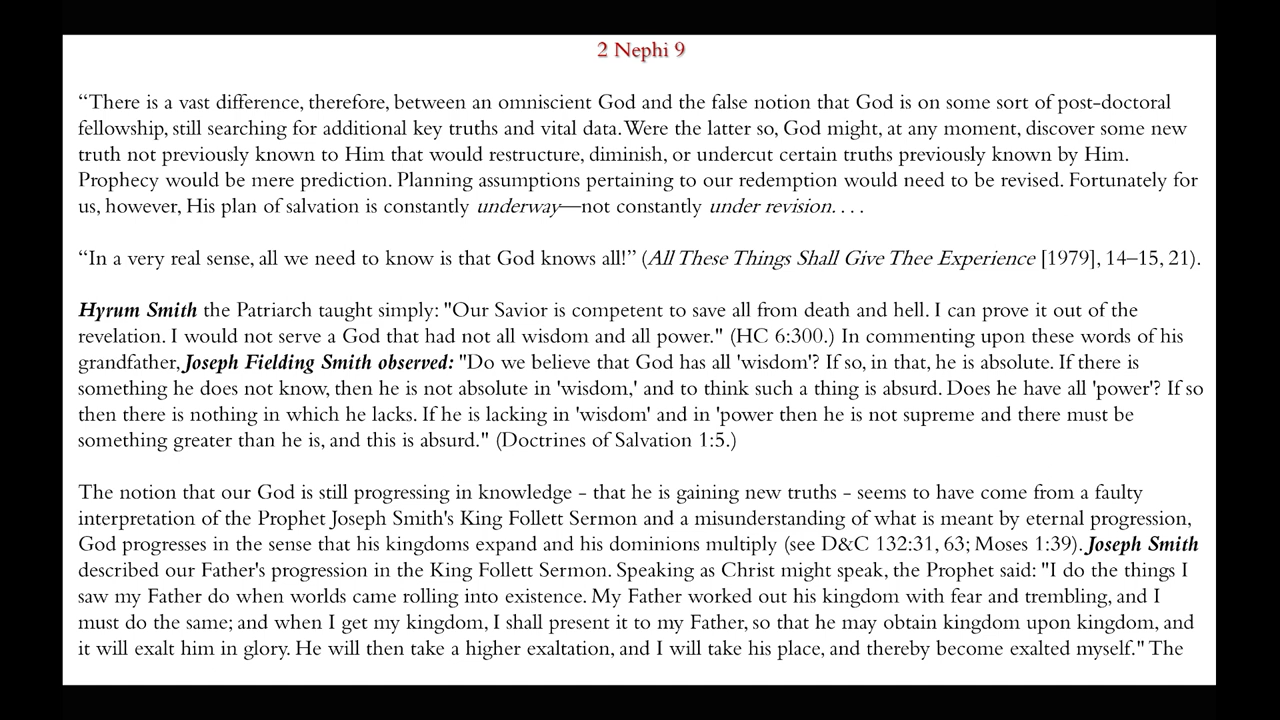 2 Nephi 9
“There is a vast difference, therefore, between an omniscient God and the false notion that God is on some sort of post-doctoral
fellowship, still searching for additional key truths and vital data. Were the latter so, God might, at any moment, discover some new
truth not previously known to Him that would restructure, diminish, or undercut certain truths previously known by Him.
Prophecy would be mere prediction. Planning assumptions pertaining to our redemption would need to be revised. Fortunately for
us, however, His plan of salvation is constantly underway—not constantly under revision. . . .
“In a very real sense, all we need to know is that God knows all!” (All These Things Shall Give Thee Experience [1979], 14–15, 21).
Hyrum Smith the Patriarch taught simply: "Our Savior is competent to save all from death and hell. I can prove it out of the
revelation. I would not serve a God that had not all wisdom and all power." (HC 6:300.) In commenting upon these words of his
grandfather, Joseph Fielding Smith observed: "Do we believe that God has all 'wisdom'? If so, in that, he is absolute. If there is
something he does not know, then he is not absolute in 'wisdom,' and to think such a thing is absurd. Does he have all 'power'? If so
then there is nothing in which he lacks. If he is lacking in 'wisdom' and in 'power then he is not supreme and there must be
something greater than he is, and this is absurd." (Doctrines of Salvation 1:5.)
The notion that our God is still progressing in knowledge - that he is gaining new truths - seems to have come from a faulty
interpretation of the Prophet Joseph Smith's King Follett Sermon and a misunderstanding of what is meant by eternal progression,
God progresses in the sense that his kingdoms expand and his dominions multiply (see D&C 132:31, 63; Moses 1:39). Joseph Smith
described our Father's progression in the King Follett Sermon. Speaking as Christ might speak, the Prophet said: "I do the things I
saw my Father do when worlds came rolling into existence. My Father worked out his kingdom with fear and trembling, and I
must do the same; and when I get my kingdom, I shall present it to my Father, so that he may obtain kingdom upon kingdom, and
it will exalt him in glory. He will then take a higher exaltation, and I will take his place, and thereby become exalted myself." The